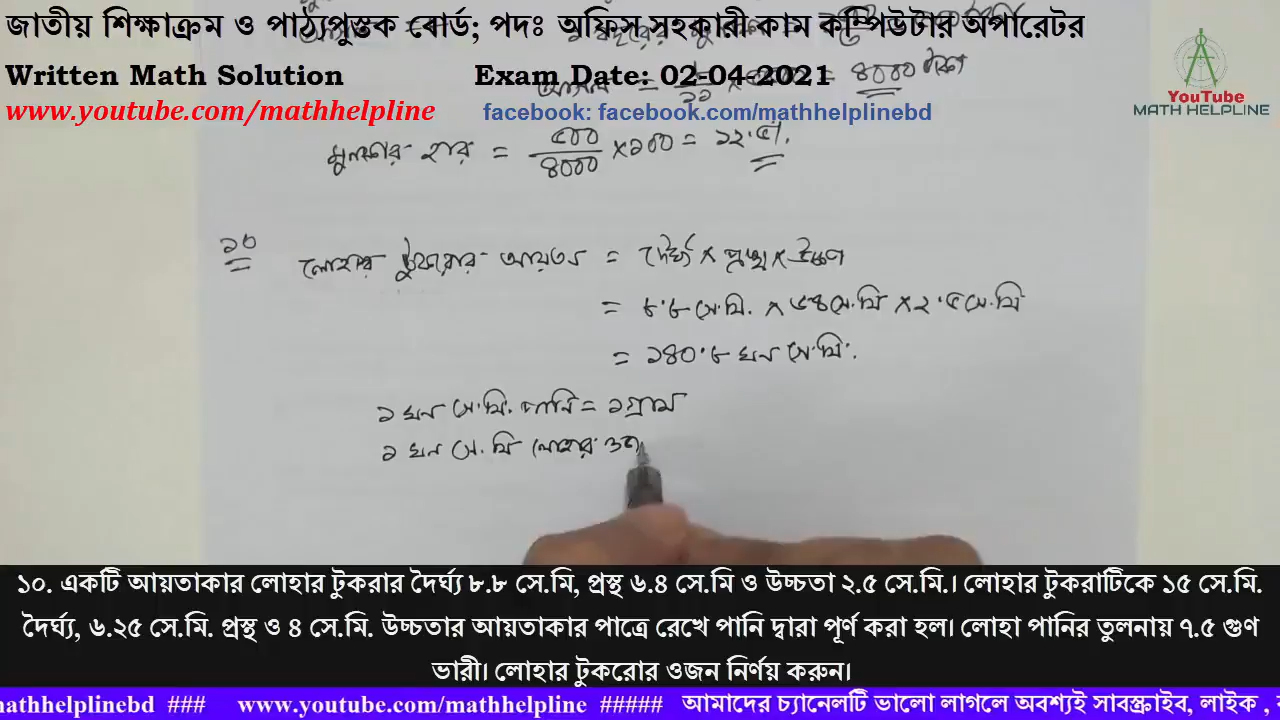 জাতীয় শিক্ষাক্রম ও পাঠ্যপুস্তক বোর্ড; পদঃ অফিস সহকারী কাম কম্পিউটার অপারেটর
Written Math Solution Exam Date: 02-04-2021
= ৪০০০ টাকা
www.youtube.com/mathhelpline facebook: facebook.com/mathhelplinebd
YouTube
MATH HELPLINE
মুনাফার হার = ৫০০/৪০০০ × ১০০ = ১২.৫%.
১০ লোহার টুকরোর আয়তন = দৈর্ঘ্য × প্রস্থ × উচ্চতা
= ৮.৮ সে.মি. × ৬.৪ সে.মি × ২.৫ সে.মি
= ১৪০.৮ ঘন সে.মি.
১ ঘন সে.মি. পানি = ১ গ্রাম
১ ঘন সে.মি লোহার ওজ
১০. একটি আয়তাকার লোহার টুকরার দৈর্ঘ্য ৮.৮ সে.মি, প্রস্থ ৬.৪ সে.মি ও উচ্চতা ২.৫ সে.মি.। লোহার টুকরাটিকে ১৫ সে.মি.
দৈর্ঘ্য, ৬.২৫ সে.মি. প্রস্থ ও ৪ সে.মি. উচ্চতার আয়তাকার পাত্রে রেখে পানি দ্বারা পূর্ণ করা হল। লোহা পানির তুলনায় ৭.৫ গুণ
ভারী। লোহার টুকরোর ওজন নির্ণয় করুন।
mathhelplinebd ### www.youtube.com/mathhelpline ##### আমাদের চ্যানেলটি ভালো লাগলে অবশ্যই সাবস্ক্রাইব, লাইক ,